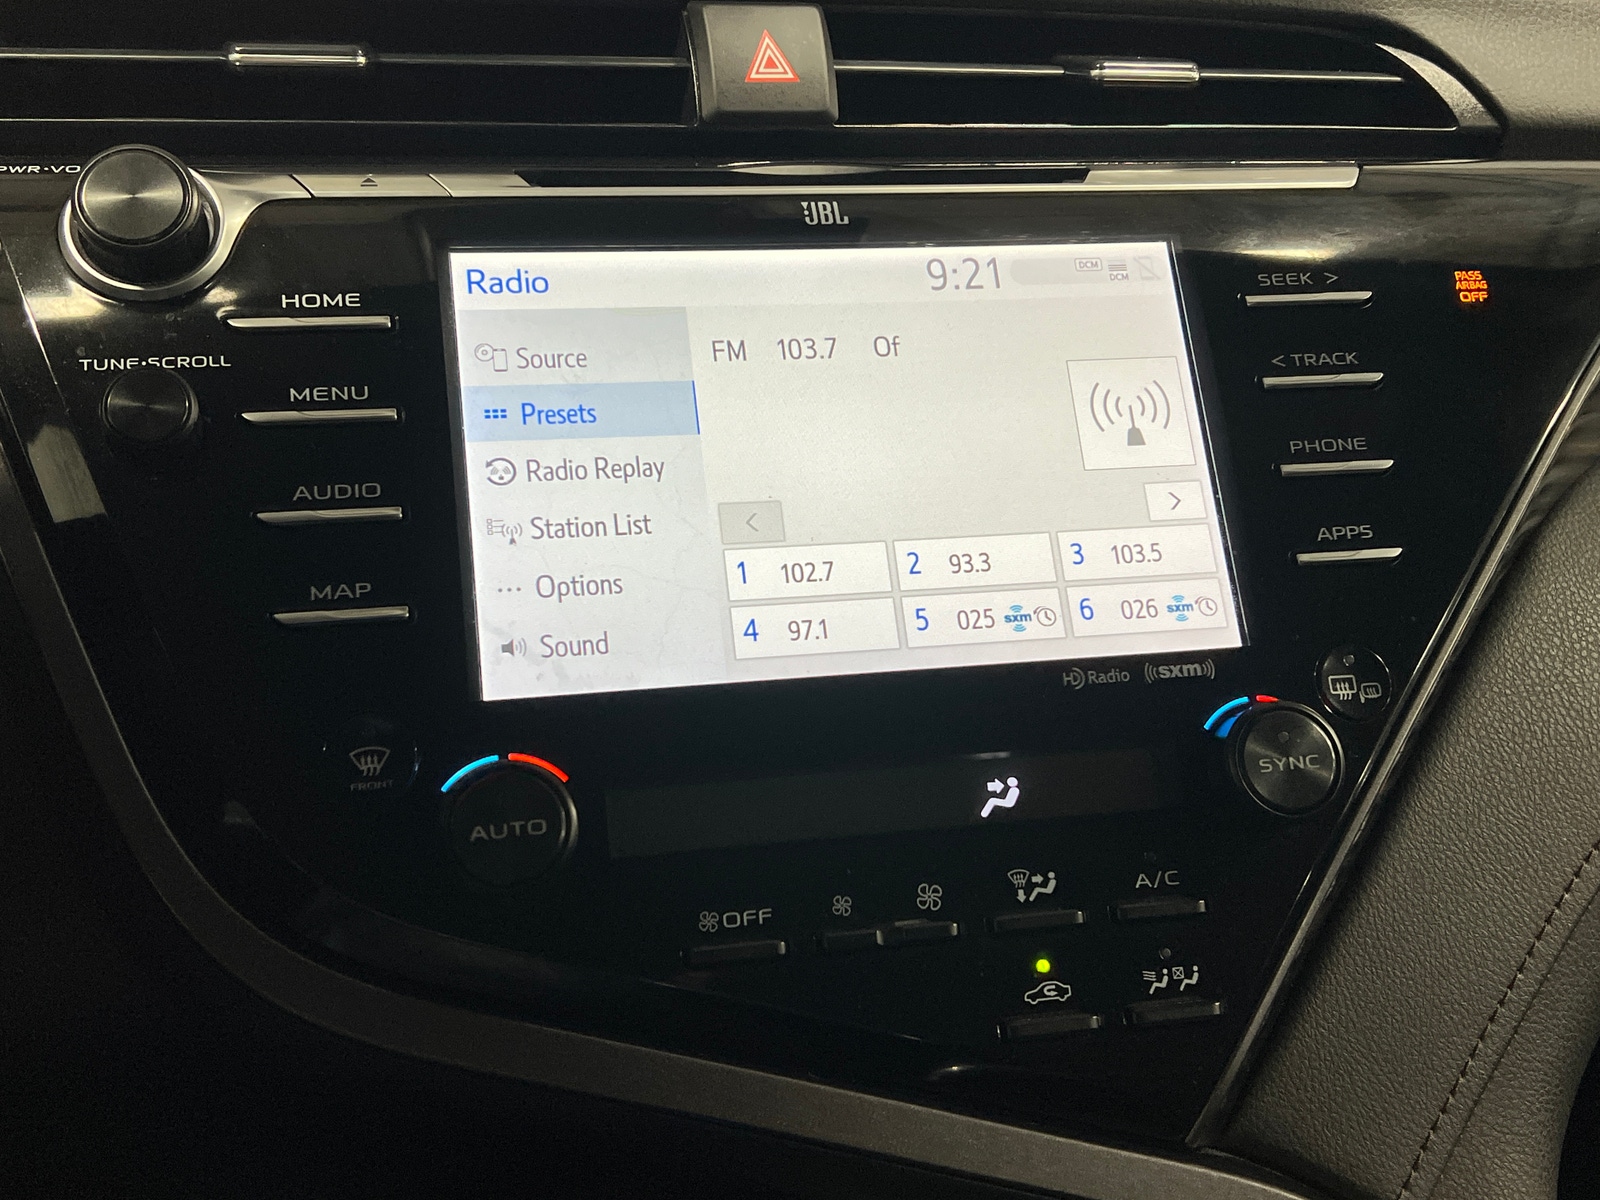 PWR•VO
JBL
HOME
TUNE•SCROLL
MENU
AUDIO
MAP
Radio
9:21
DCM
DCM
Source
Presets
Radio Replay
Station List
Options
Sound
FM 103.7 Of
1 102.7
2 93.3
3 103.5
4 97.1
5 025 sxm
6 026 sxm
HD Radio
sxm
SEEK >
< TRACK
PHONE
APPS
PASS
AIRBAG
OFF
FRONT
AUTO
SYNC
OFF
A/C